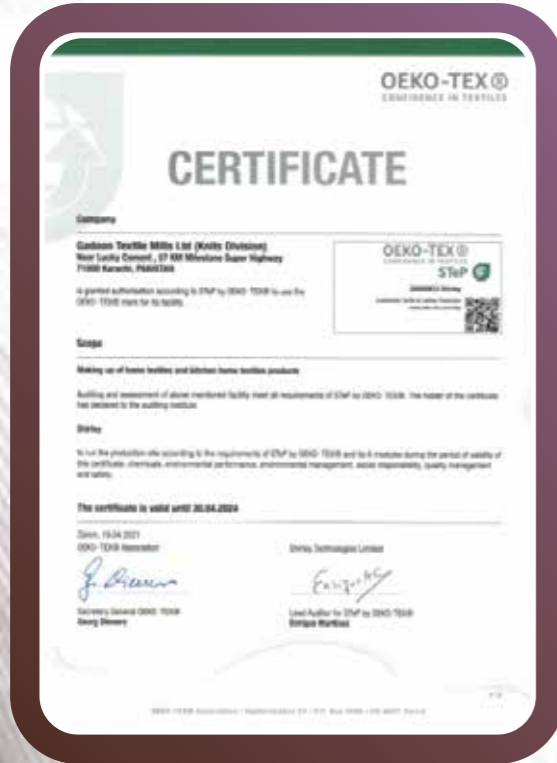 OEKO-TEX®
CONFIDENCE IN TEXTILES
CERTIFICATE
Company
Gadoon Textile Mills Ltd (Knits Division)
Near Lucky Cement, 57 KM Milestone Super Highway
71000 Karachi, PAKISTAN
is granted authorisation according to STeP by OEKO-TEX® to use the
OEKO-TEX® mark for its facility.
OEKO-TEX®
CONFIDENCE IN TEXTILES
STeP
Shirley
Scope
Making up of home textiles and kitchen home textiles products
Auditing and assessment of above mentioned facility meet all requirements of STeP by OEKO-TEX®. The holder of the certificate
has declared to the auditing institute
Shirley
to run the production site according to the requirements of STeP by OEKO-TEX® and its 6 modules during the period of validity of
this certificate: chemicals, environmental performance, environmental management, social responsibility, quality management
and safety.
The certificate is valid until 30.04.2024
Zürich, 19.04.2021
OEKO-TEX® Association
Shirley Technologies Limited
Secretary General OEKO-TEX®
Georg Dieners
Lead Auditor for STeP by OEKO-TEX®
Enrique Martinez